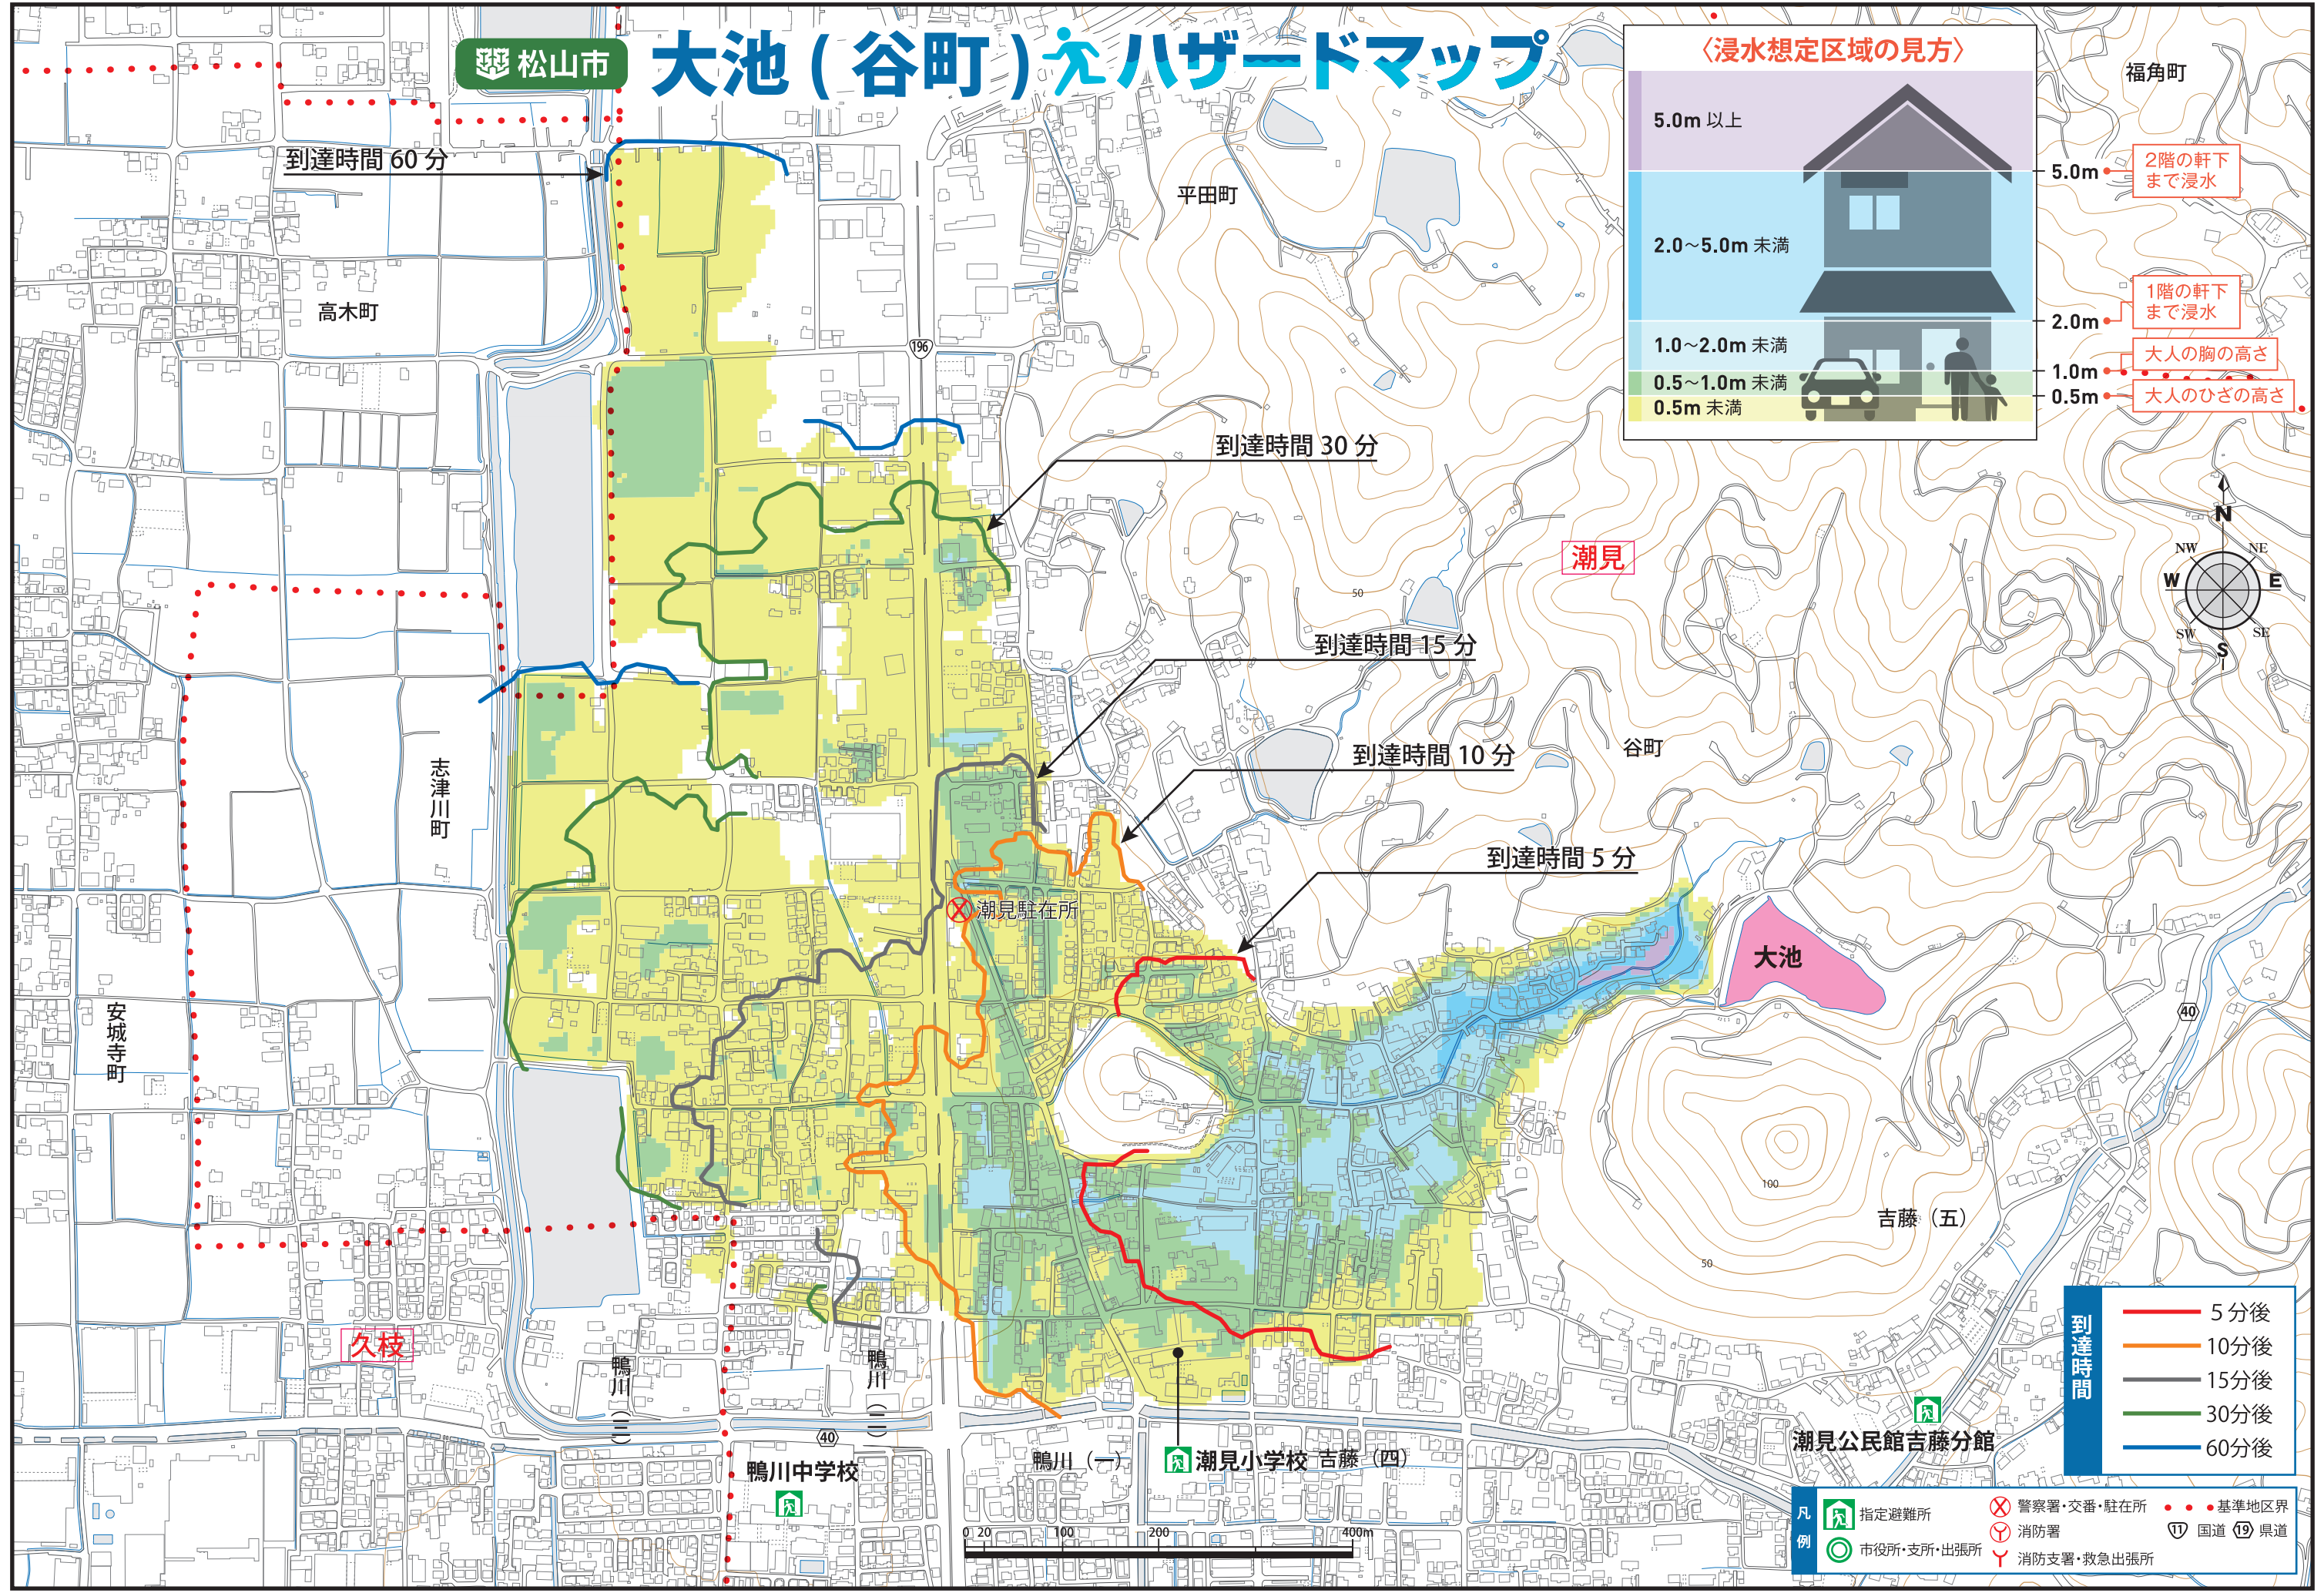 松山市
大池(谷町)ハザードマップ
〈浸水想定区域の見方〉
5.0m 以上
2.0～5.0m 未満
1.0～2.0m 未満
0.5～1.0m 未満
0.5m 未満
5.0m
2階の軒下
まで浸水
2.0m
1階の軒下
まで浸水
1.0m
大人の胸の高さ
0.5m
大人のひざの高さ
福角町
到達時間 60 分
平田町
高木町
196
到達時間 30 分
潮見
50
N
NW
NE
W
E
SW
SE
S
到達時間 15 分
到達時間 10 分
谷町
志津川町
到達時間 5 分
潮見駐在所
大池
40
安城寺町
100
吉藤（五）
50
久枝
鴨川（三）
鴨川（二）
40
鴨川中学校
鴨川（一）
潮見小学校
吉藤（四）
潮見公民館吉藤分館
0 20 100 200 400m
到達時間
5 分後
10分後
15分後
30分後
60分後
凡例
指定避難所
市役所・支所・出張所
警察署・交番・駐在所
消防署
消防支署・救急出張所
基準地区界
11 国道 19 県道